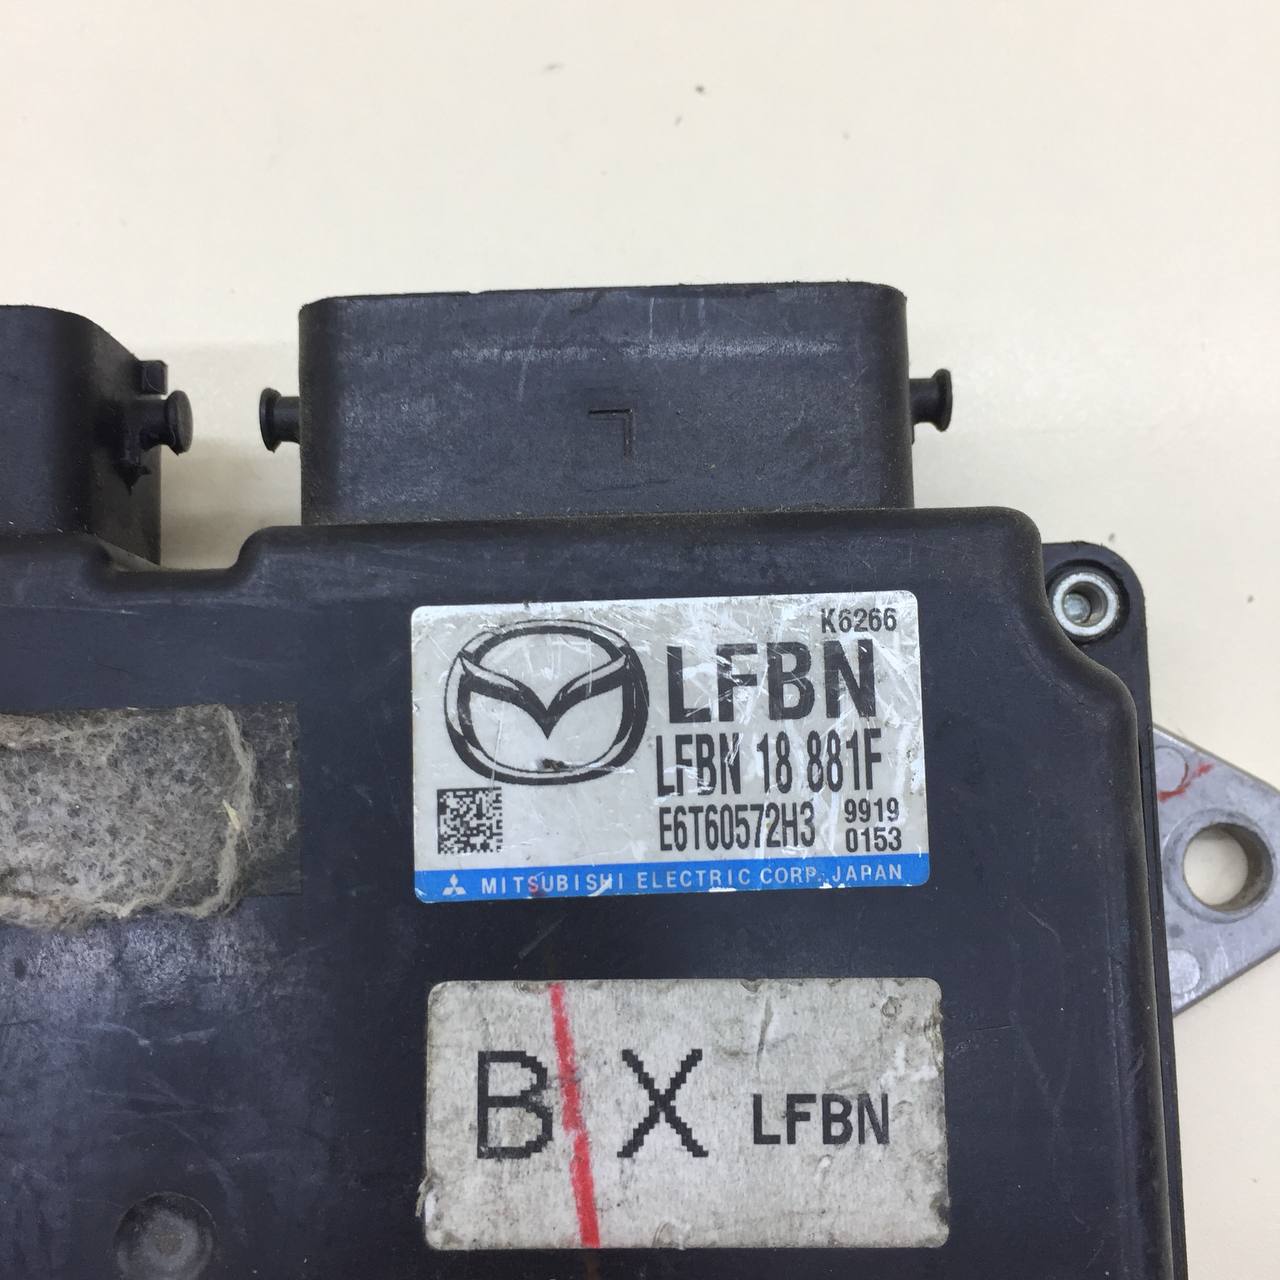 K6266
LFBN
LFBN 18 881F
E6T60572H3 9919
0153
MITSUBISHI ELECTRIC CORP. JAPAN
B X LFBN